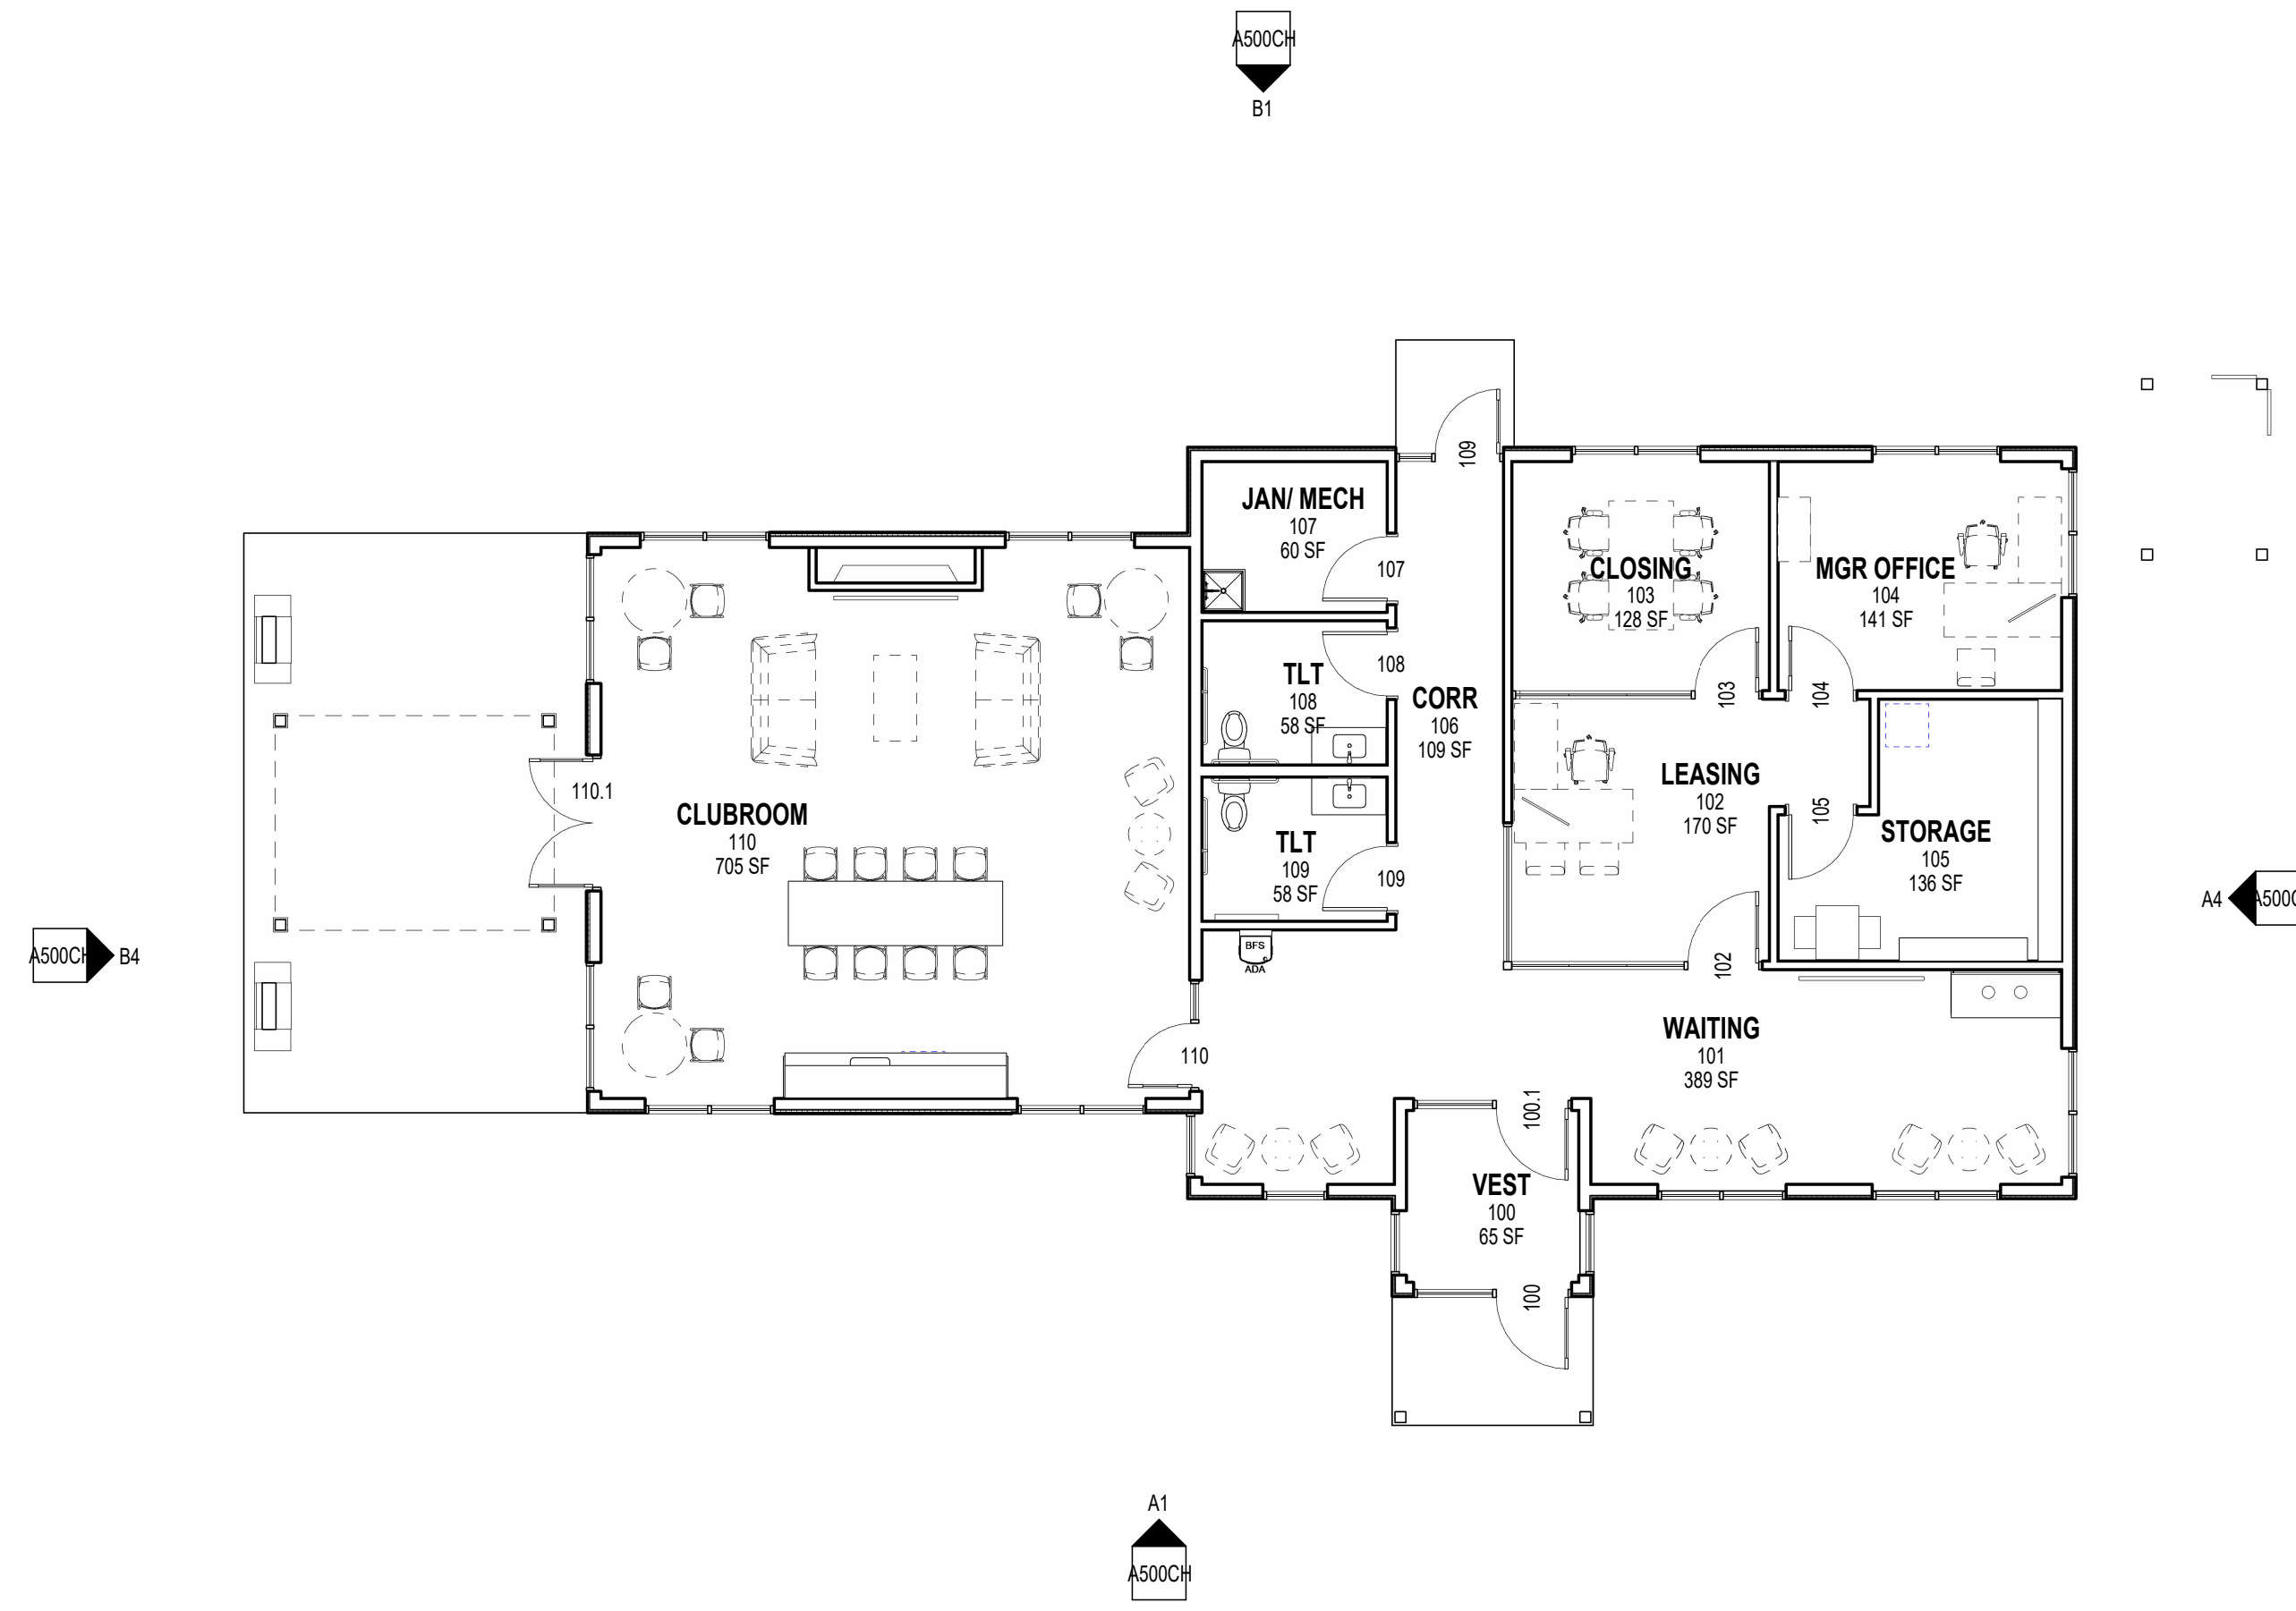 A500CH
B1
109
JAN/ MECH
107
60 SF
107
CLOSING
103
128 SF
MGR OFFICE
104
141 SF
108
TLT
108
58 SF
CORR
106
109 SF
103
104
LEASING
102
170 SF
110.1
CLUBROOM
110
705 SF
105
STORAGE
105
136 SF
TLT
109
58 SF
109
A4
A500C
A500CH
B4
BFS
ADA
102
WAITING
101
389 SF
110
100.1
VEST
100
65 SF
100
A1
A500CH